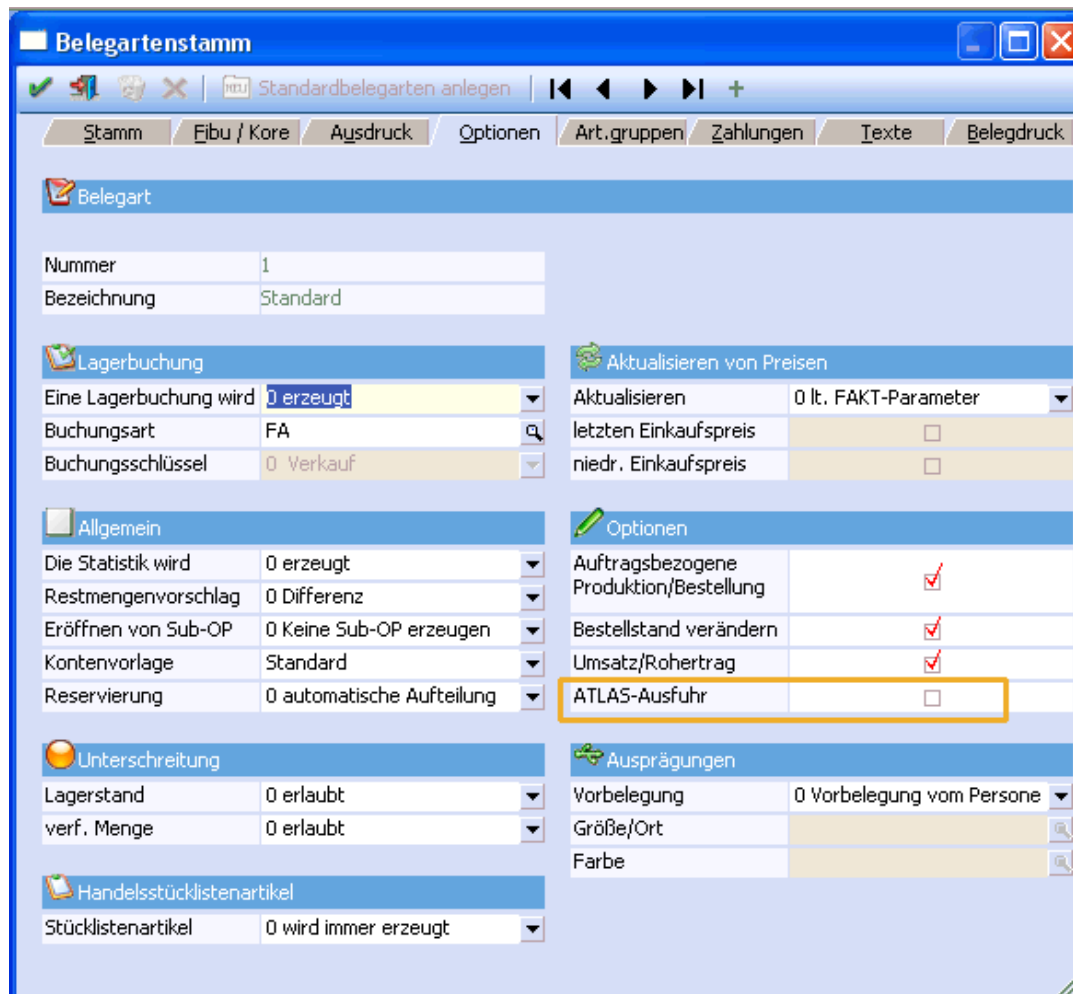 Belegartenstamm
NEU Standardbelegarten anlegen
Stamm Fibu / Kore Ausdruck Optionen Art.gruppen Zahlungen Texte Belegdruck
Belegart
Nummer 1
Bezeichnung Standard
Lagerbuchung
Eine Lagerbuchung wird 0 erzeugt
Buchungsart FA
Buchungsschlüssel 0 Verkauf
Aktualisieren von Preisen
Aktualisieren 0 lt. FAKT-Parameter
letzten Einkaufspreis
niedr. Einkaufspreis
Allgemein
Die Statistik wird 0 erzeugt
Restmengenvorschlag 0 Differenz
Eröffnen von Sub-OP 0 Keine Sub-OP erzeugen
Kontenvorlage Standard
Reservierung 0 automatische Aufteilung
Optionen
Auftragsbezogene
Produktion/Bestellung
Bestellstand verändern
Umsatz/Rohertrag
ATLAS-Ausfuhr
Unterschreitung
Lagerstand 0 erlaubt
verf. Menge 0 erlaubt
Ausprägungen
Vorbelegung 0 Vorbelegung vom Persone
Größe/Ort
Farbe
Handelsstücklistenartikel
Stücklistenartikel 0 wird immer erzeugt